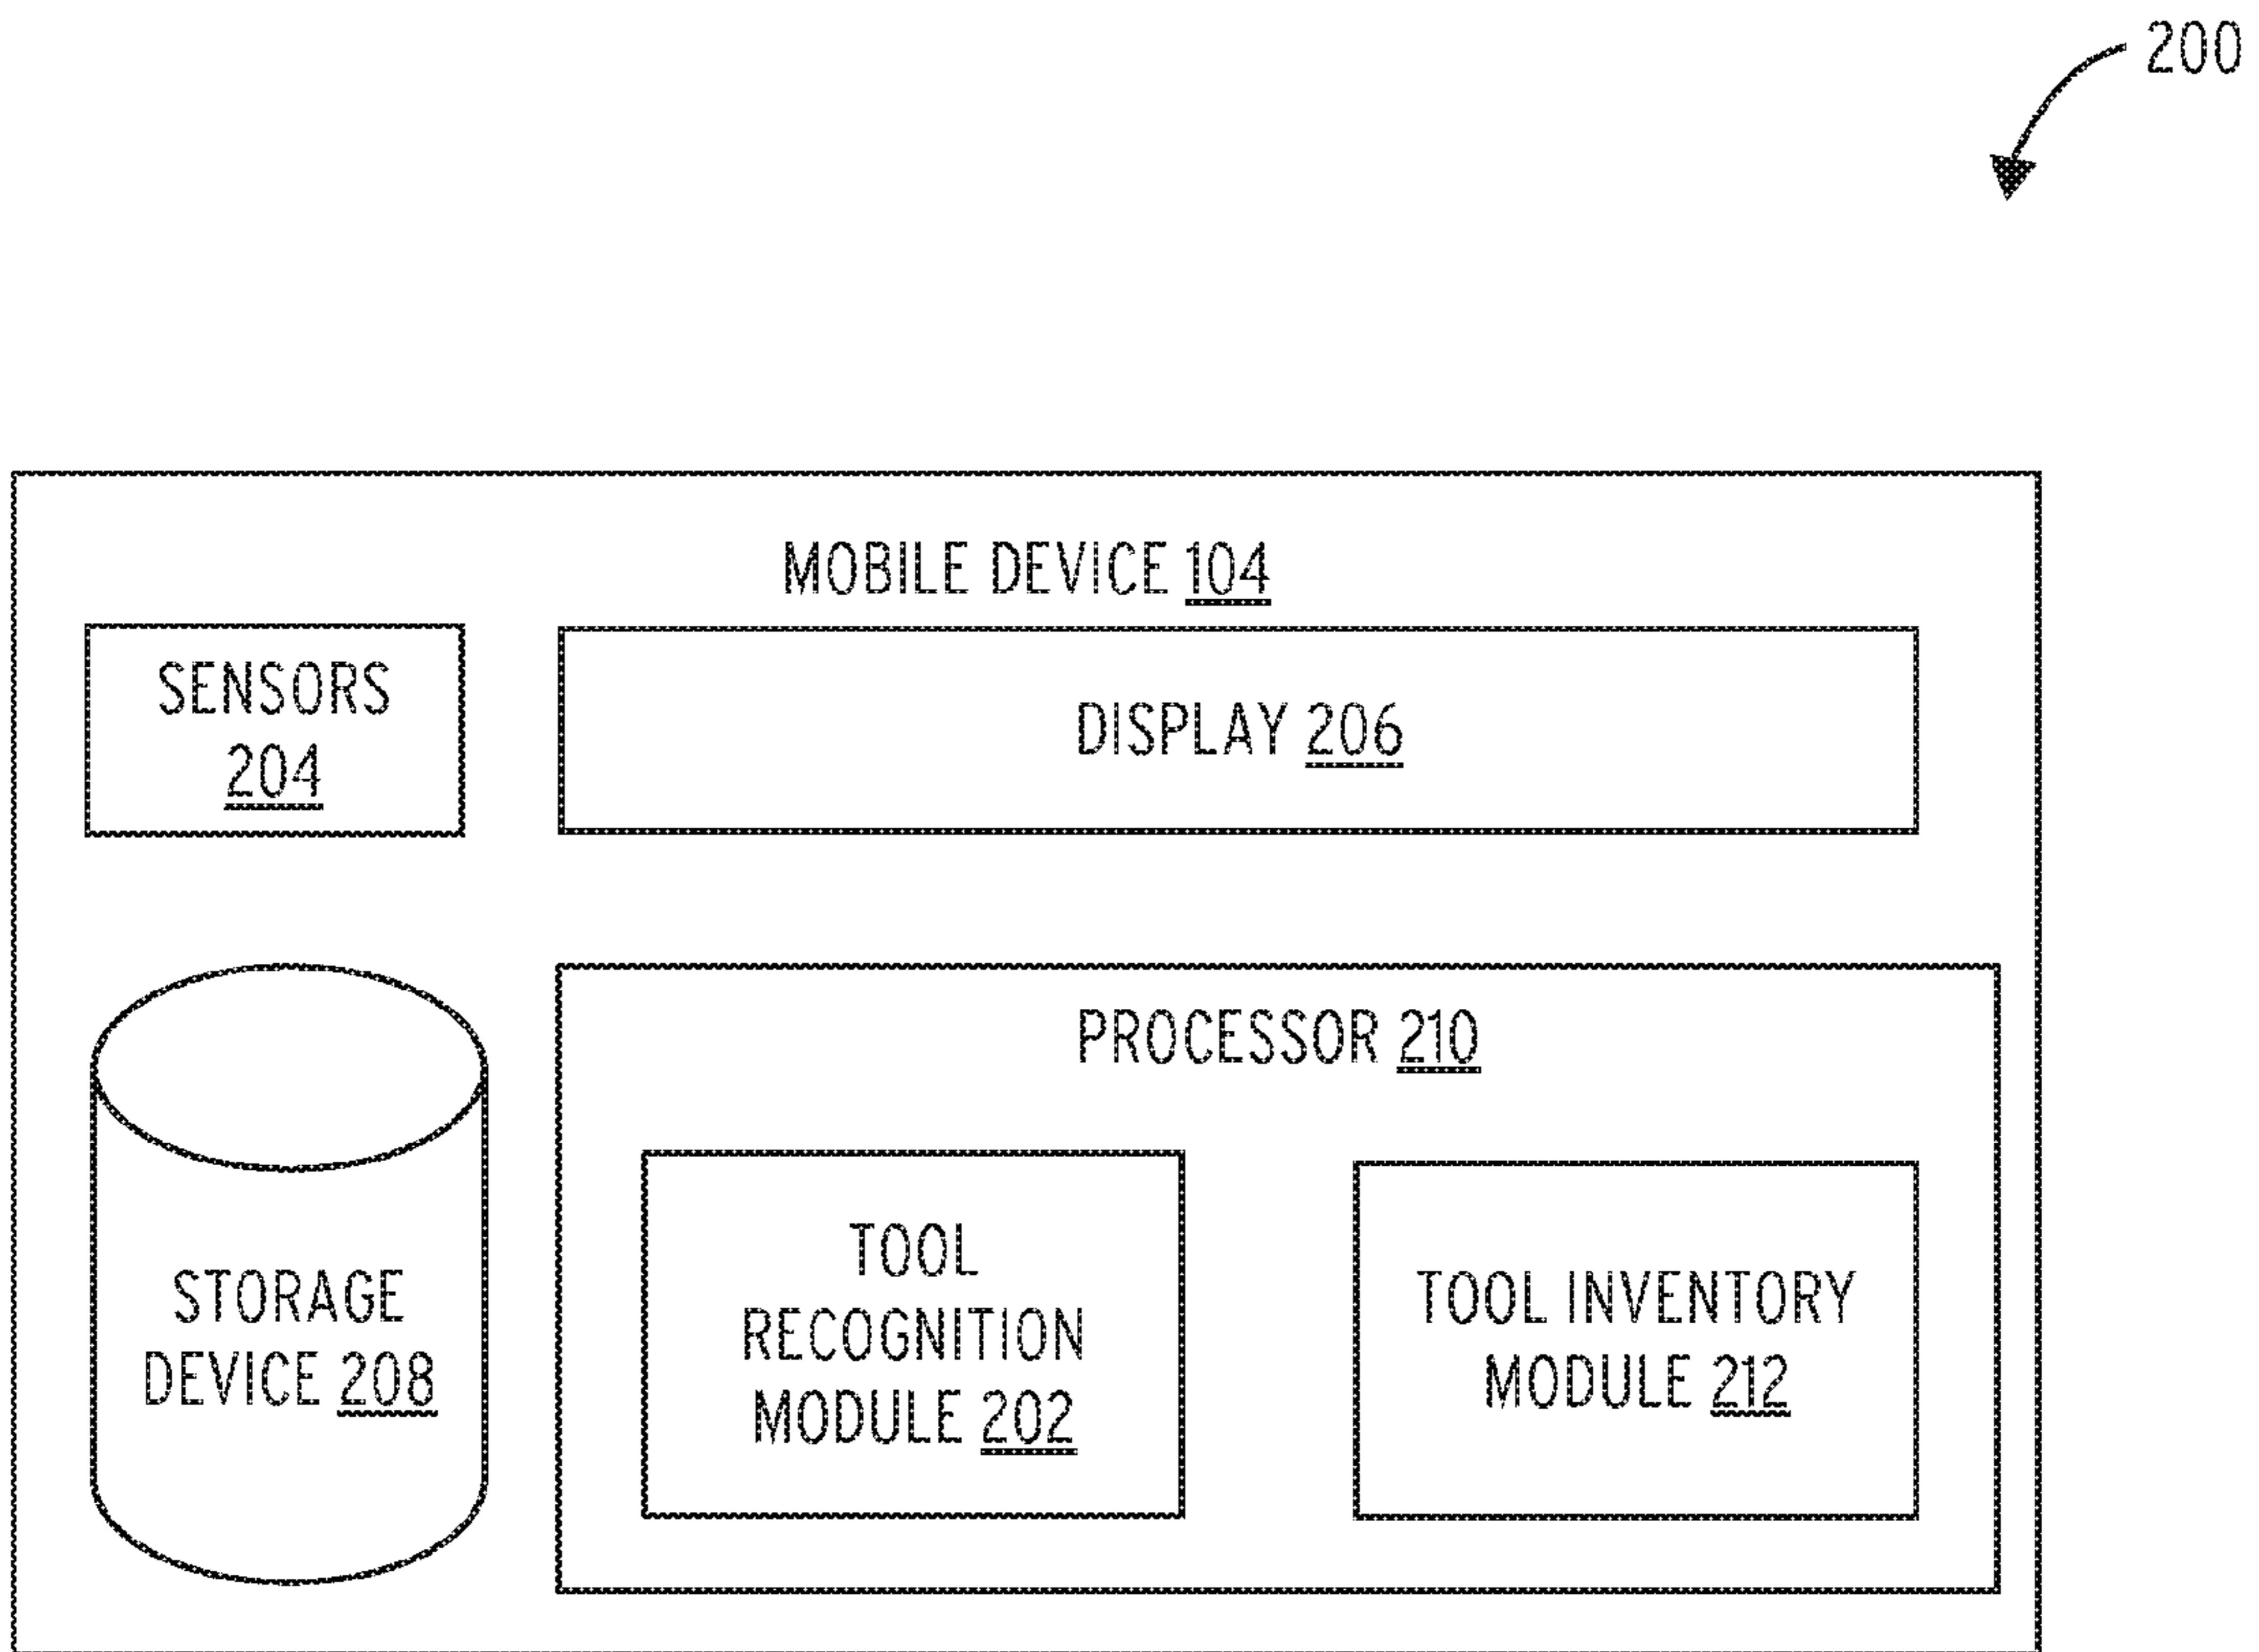 200
MOBILE DEVICE 104
SENSORS
204
DISPLAY 206
PROCESSOR 210
STORAGE
DEVICE 208
TOOL
RECOGNITION
MODULE 202
TOOL INVENTORY
MODULE 212